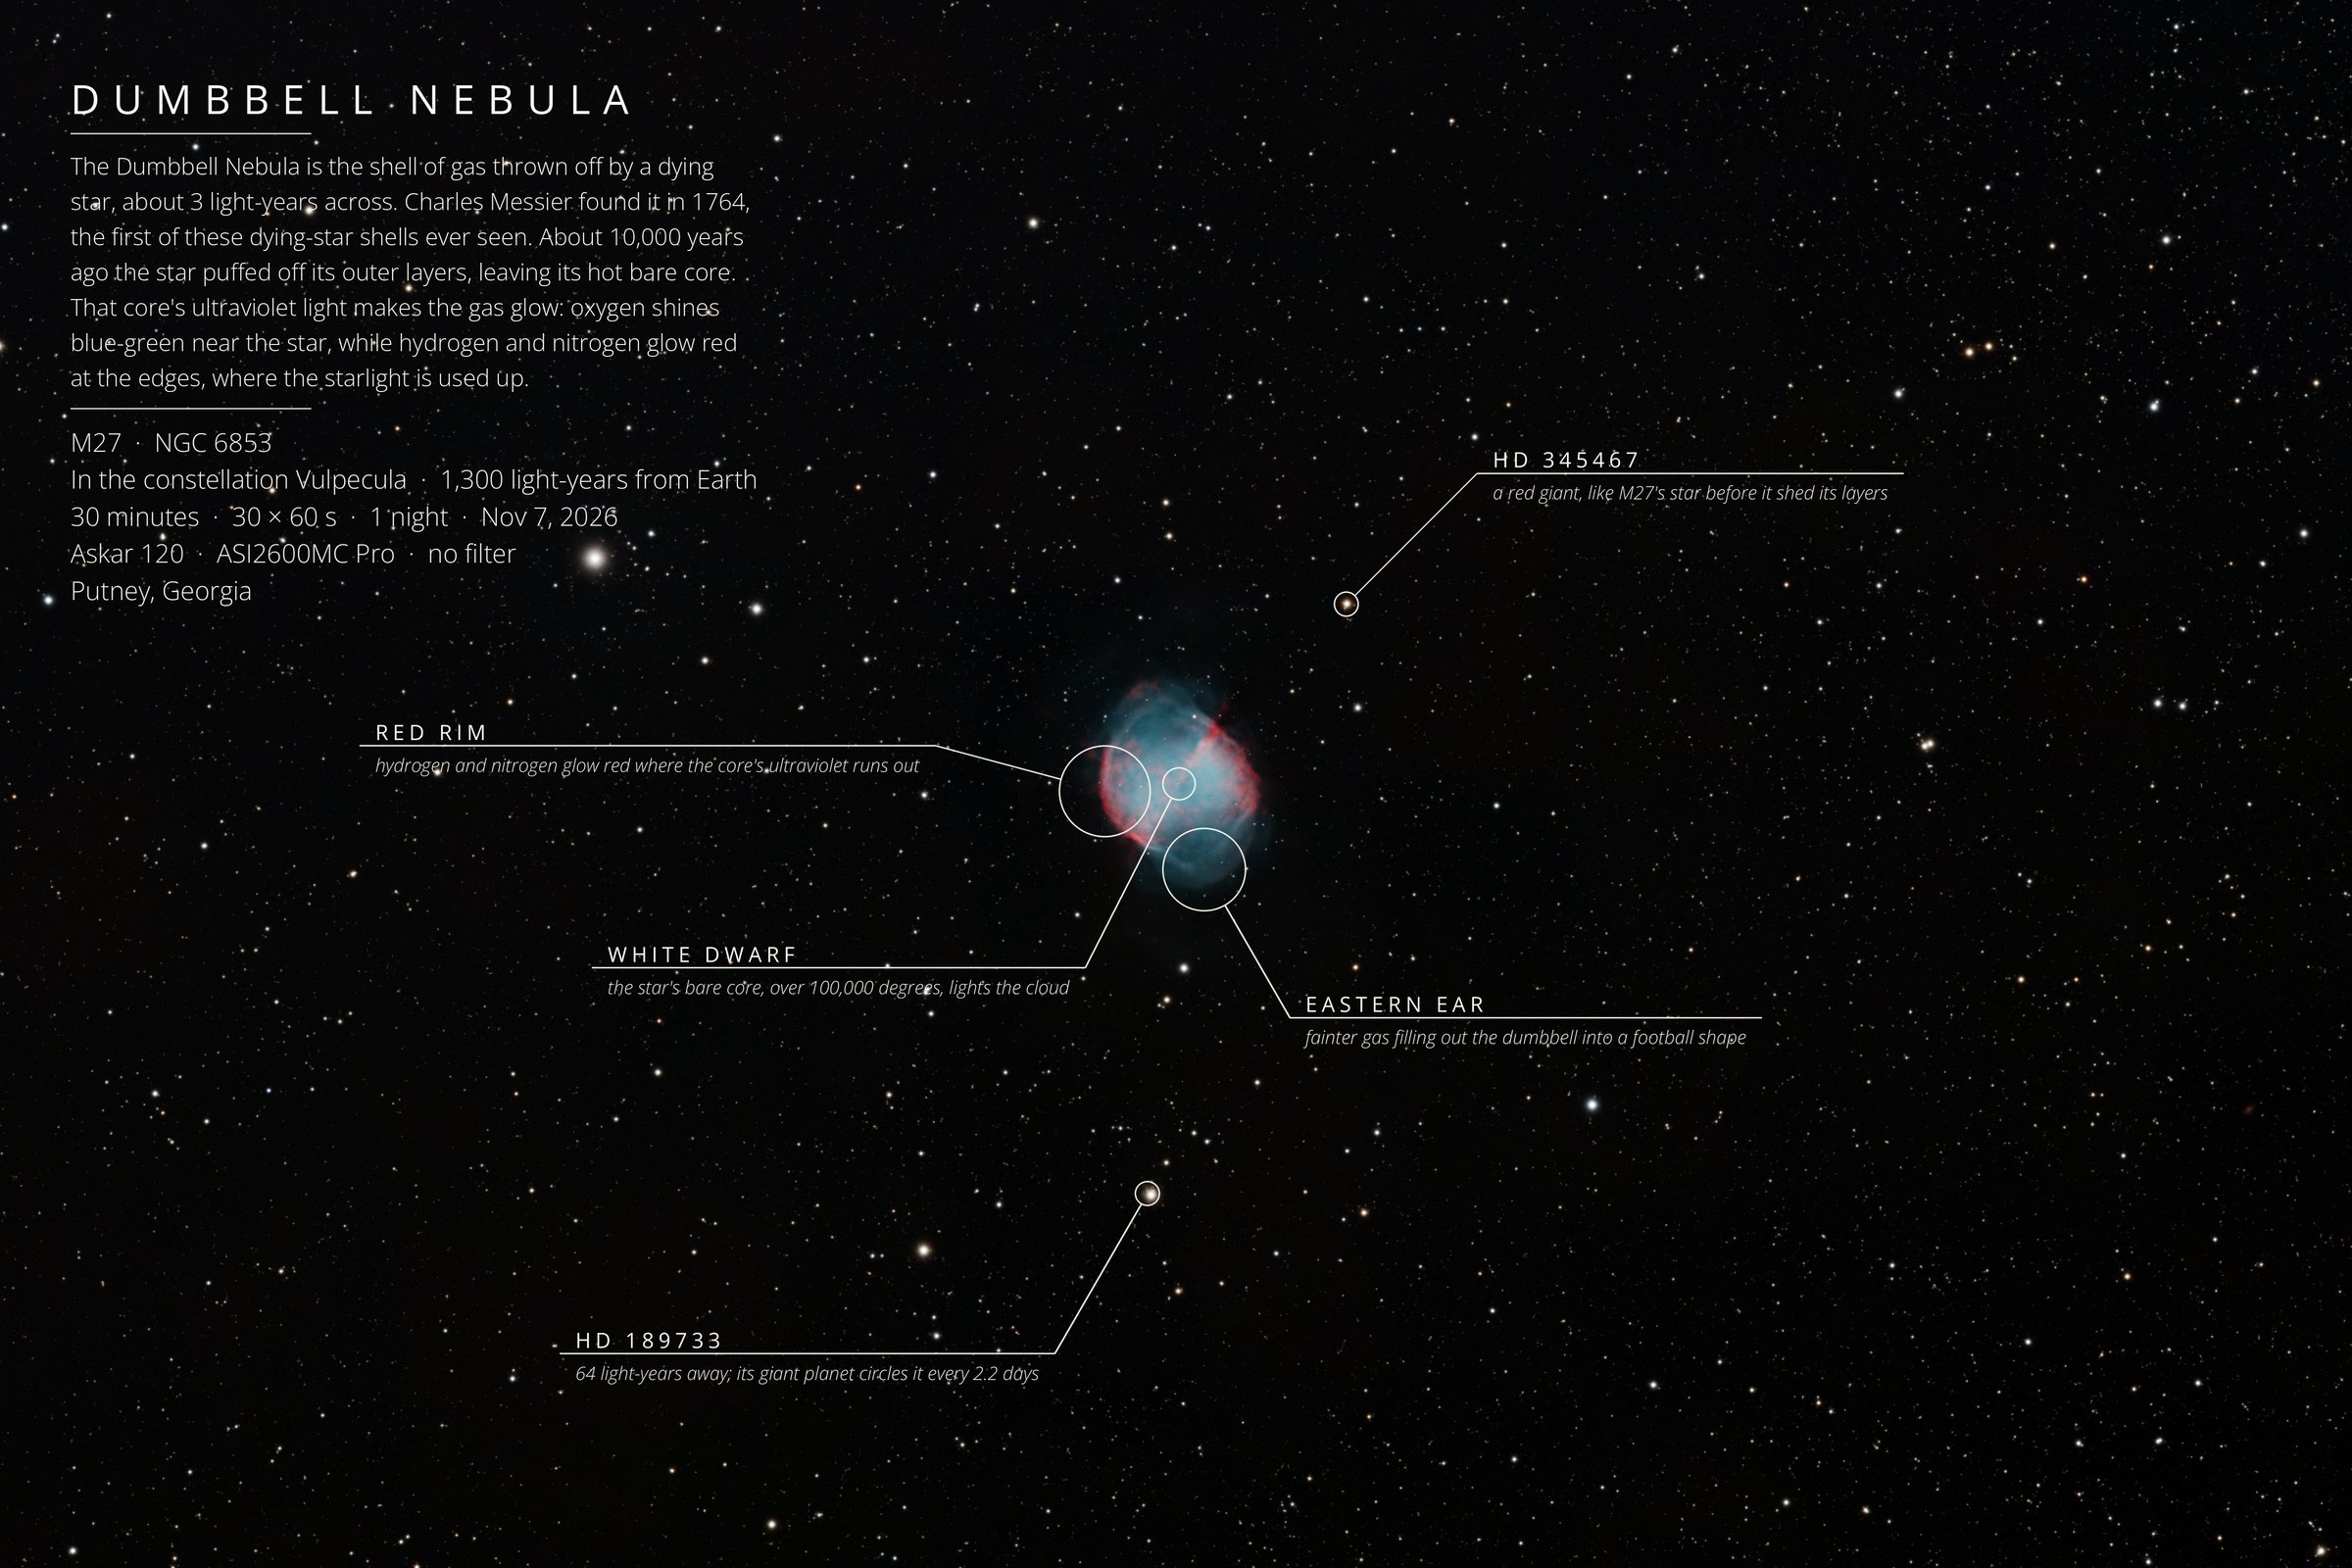 DUMBBELL NEBULA
The Dumbbell Nebula is the shell of gas thrown off by a dying
star, about 3 light-years across. Charles Messier found it in 1764,
the first of these dying-star shells ever seen. About 10,000 years
ago the star puffed off its outer layers, leaving its hot bare core.
That core's ultraviolet light makes the gas glow: oxygen shines
blue-green near the star, while hydrogen and nitrogen glow red
at the edges, where the starlight is used up.
M27 · NGC 6853
In the constellation Vulpecula · 1,300 light-years from Earth
30 minutes · 30 × 60 s · 1 night · Nov 7, 2026
Askar 120 · ASI2600MC Pro · no filter
Putney, Georgia
HD 345467
a red giant, like M27's star before it shed its layers
RED RIM
hydrogen and nitrogen glow red where the core's ultraviolet runs out
WHITE DWARF
the star's bare core, over 100,000 degrees, lights the cloud
EASTERN EAR
fainter gas filling out the dumbbell into a football shape
HD 189733
64 light-years away; its giant planet circles it every 2.2 days